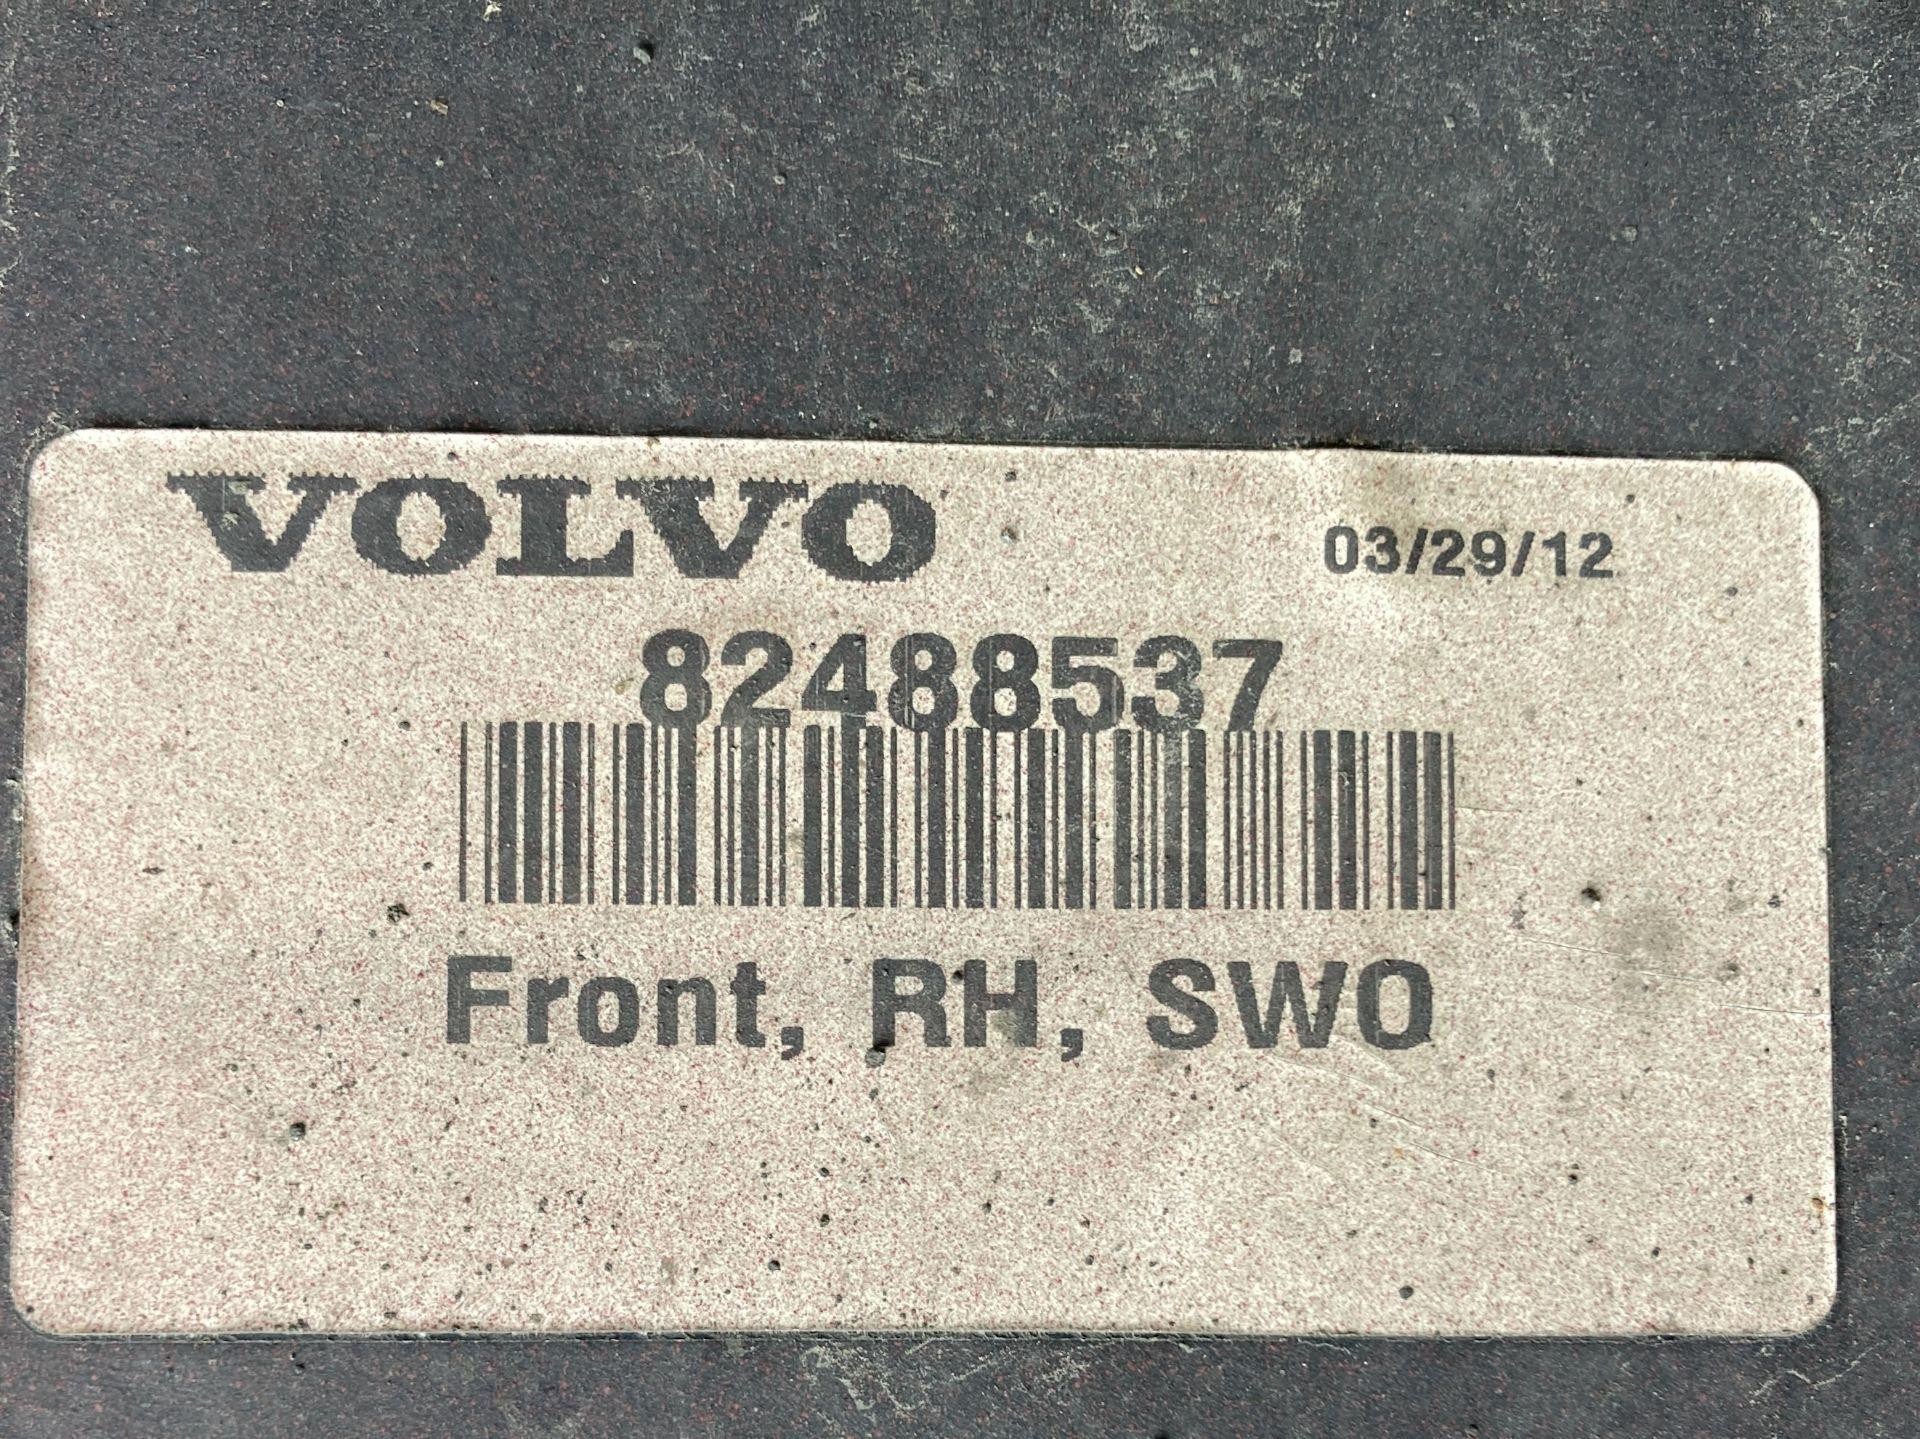 VOLVO
03/29/12
82488537
Front, RH, SWO